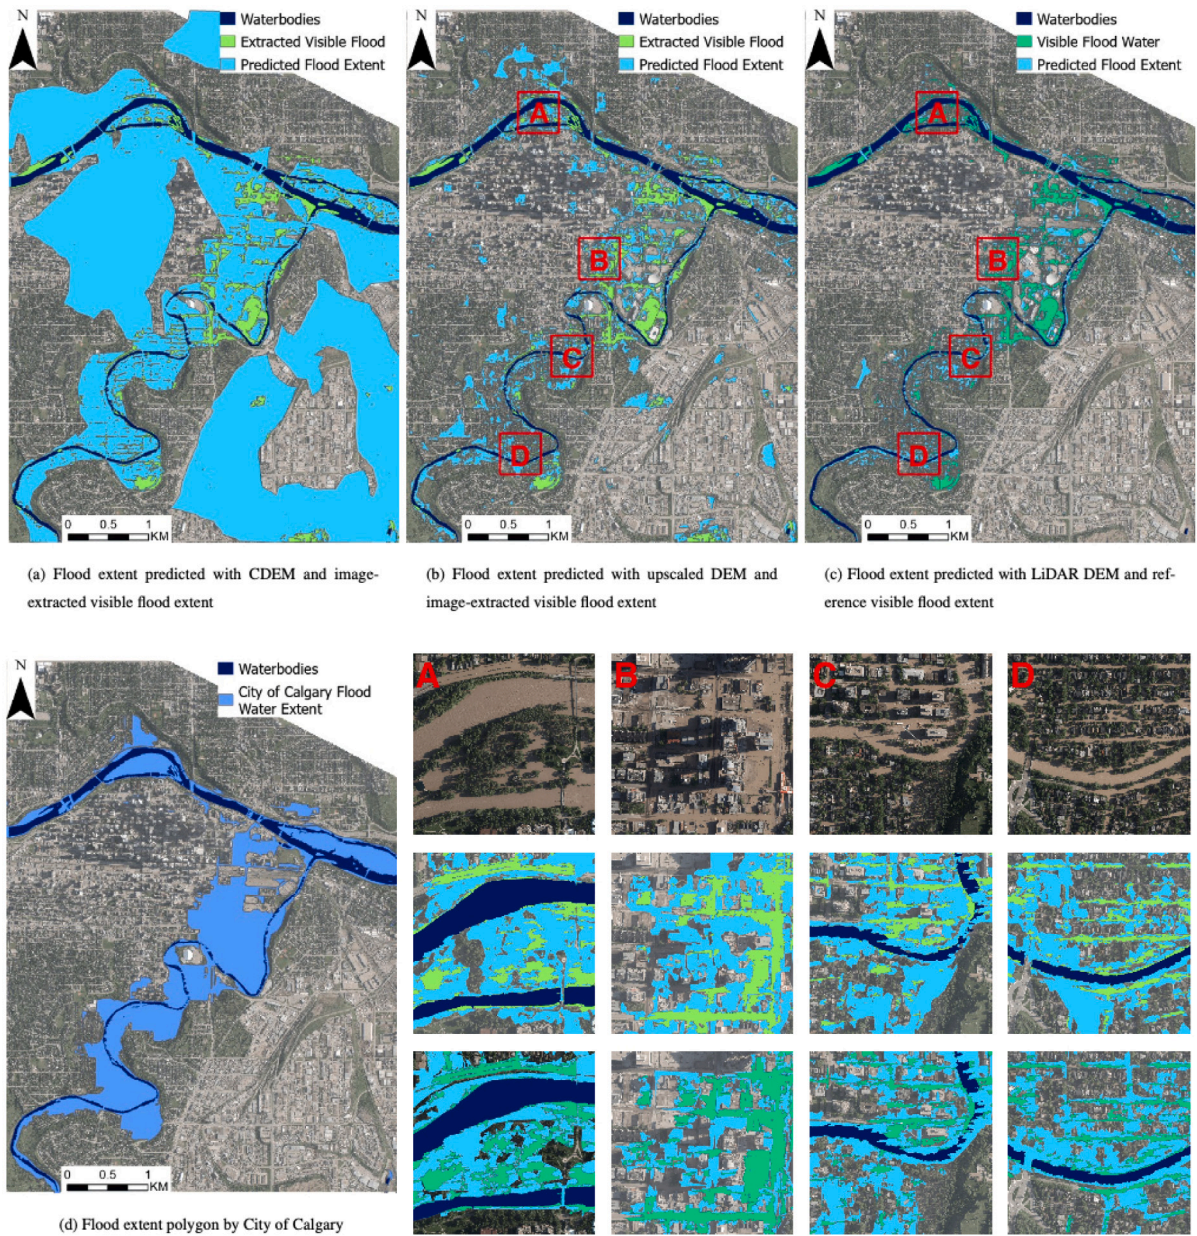 N
Waterbodies
Extracted Visible Flood
Predicted Flood Extent
0 0.5 1
KM
(a) Flood extent predicted with CDEM and image-
extracted visible flood extent
N
Waterbodies
Extracted Visible Flood
Predicted Flood Extent
A
B
C
D
0 0.5 1
KM
(b) Flood extent predicted with upscaled DEM and
image-extracted visible flood extent
N
Waterbodies
Visible Flood Water
Predicted Flood Extent
A
B
C
D
0 0.5 1
KM
(c) Flood extent predicted with LiDAR DEM and ref-
erence visible flood extent
N
Waterbodies
City of Calgary Flood
Water Extent
0 0.5 1
KM
(d) Flood extent polygon by City of Calgary
A
B
C
D